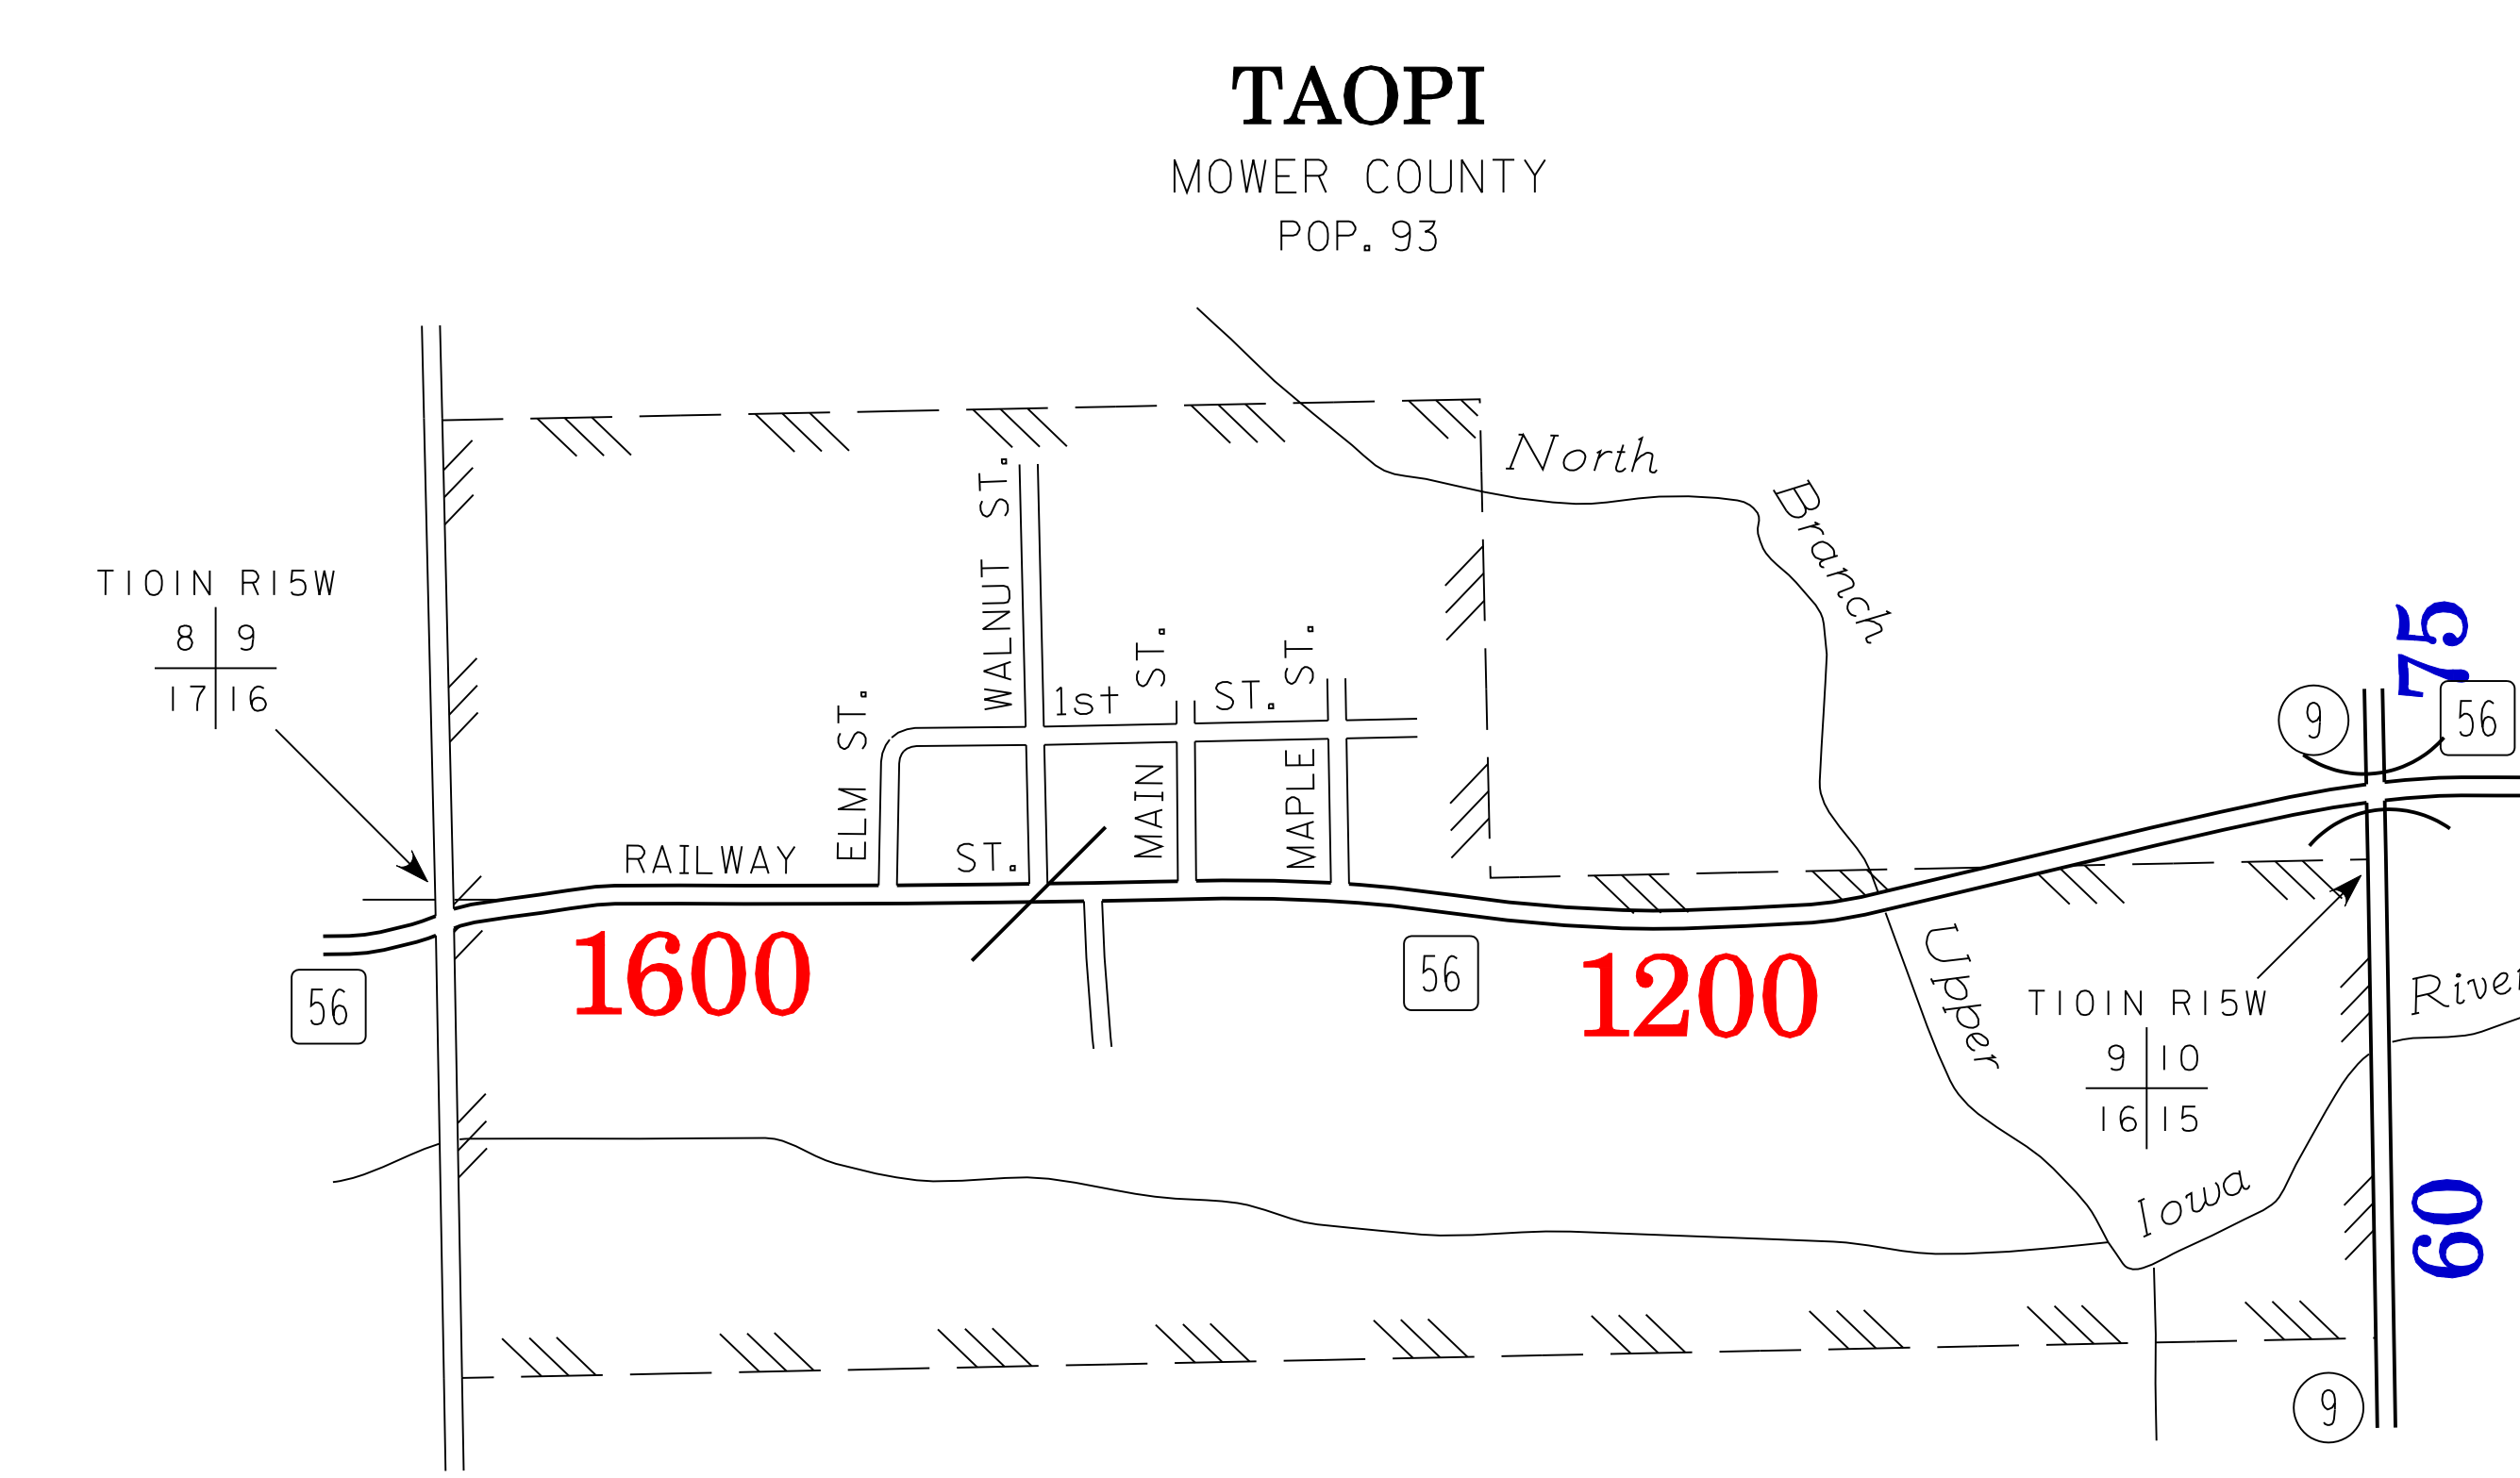 TAOPI
MOWER COUNTY
POP. 93
North
Branch
T101N R15W
8 9
17 16
WALNUT ST.
1st ST.
MAIN ST.
MAPLE ST.
ELM ST.
RAILWAY ST.
75
9
56
1600
56
56
1200
Upper
T101N R15W
9 10
16 15
River
Iowa
60
9